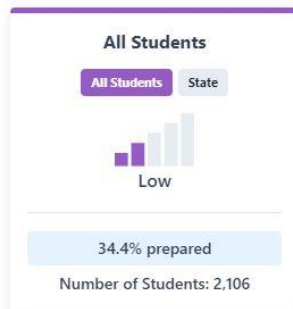 All Students
All Students State
Low
34.4% prepared
Number of Students: 2,106